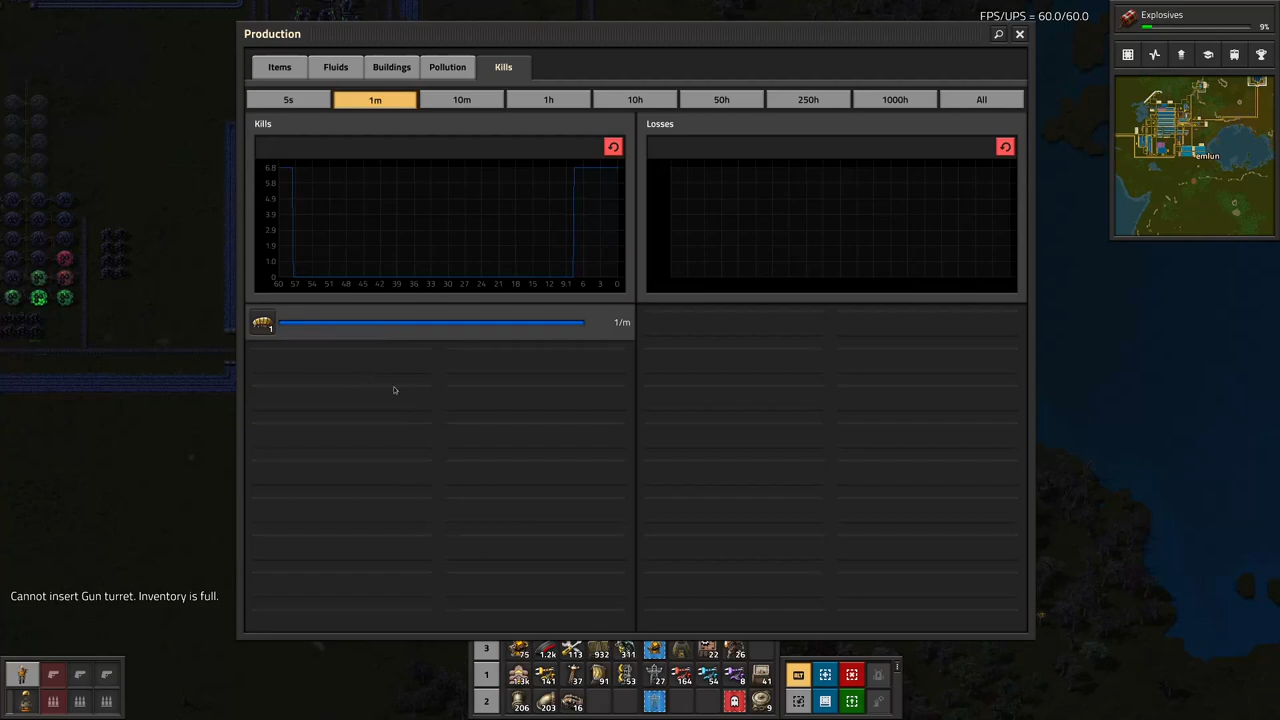 FPS/UPS = 60.0/60.0
Explosives
9%
Production
Items Fluids Buildings Pollution Kills
5s 1m 10m 1h 10h 50h 250h 1000h All
Kills
Losses
6.8
5.8
4.9
3.9
2.9
1.9
1.0
0
60 57 54 51 48 45 42 39 36 33 30 27 24 21 18 15 12 9.1 6 3 0
1 1/m
emlun
Cannot insert Gun turret. Inventory is full.
3 75 1.2k 113 932 311 22 26
1 141 37 91 53 27 164 54 8 41
2 206 203 16 9
ALT